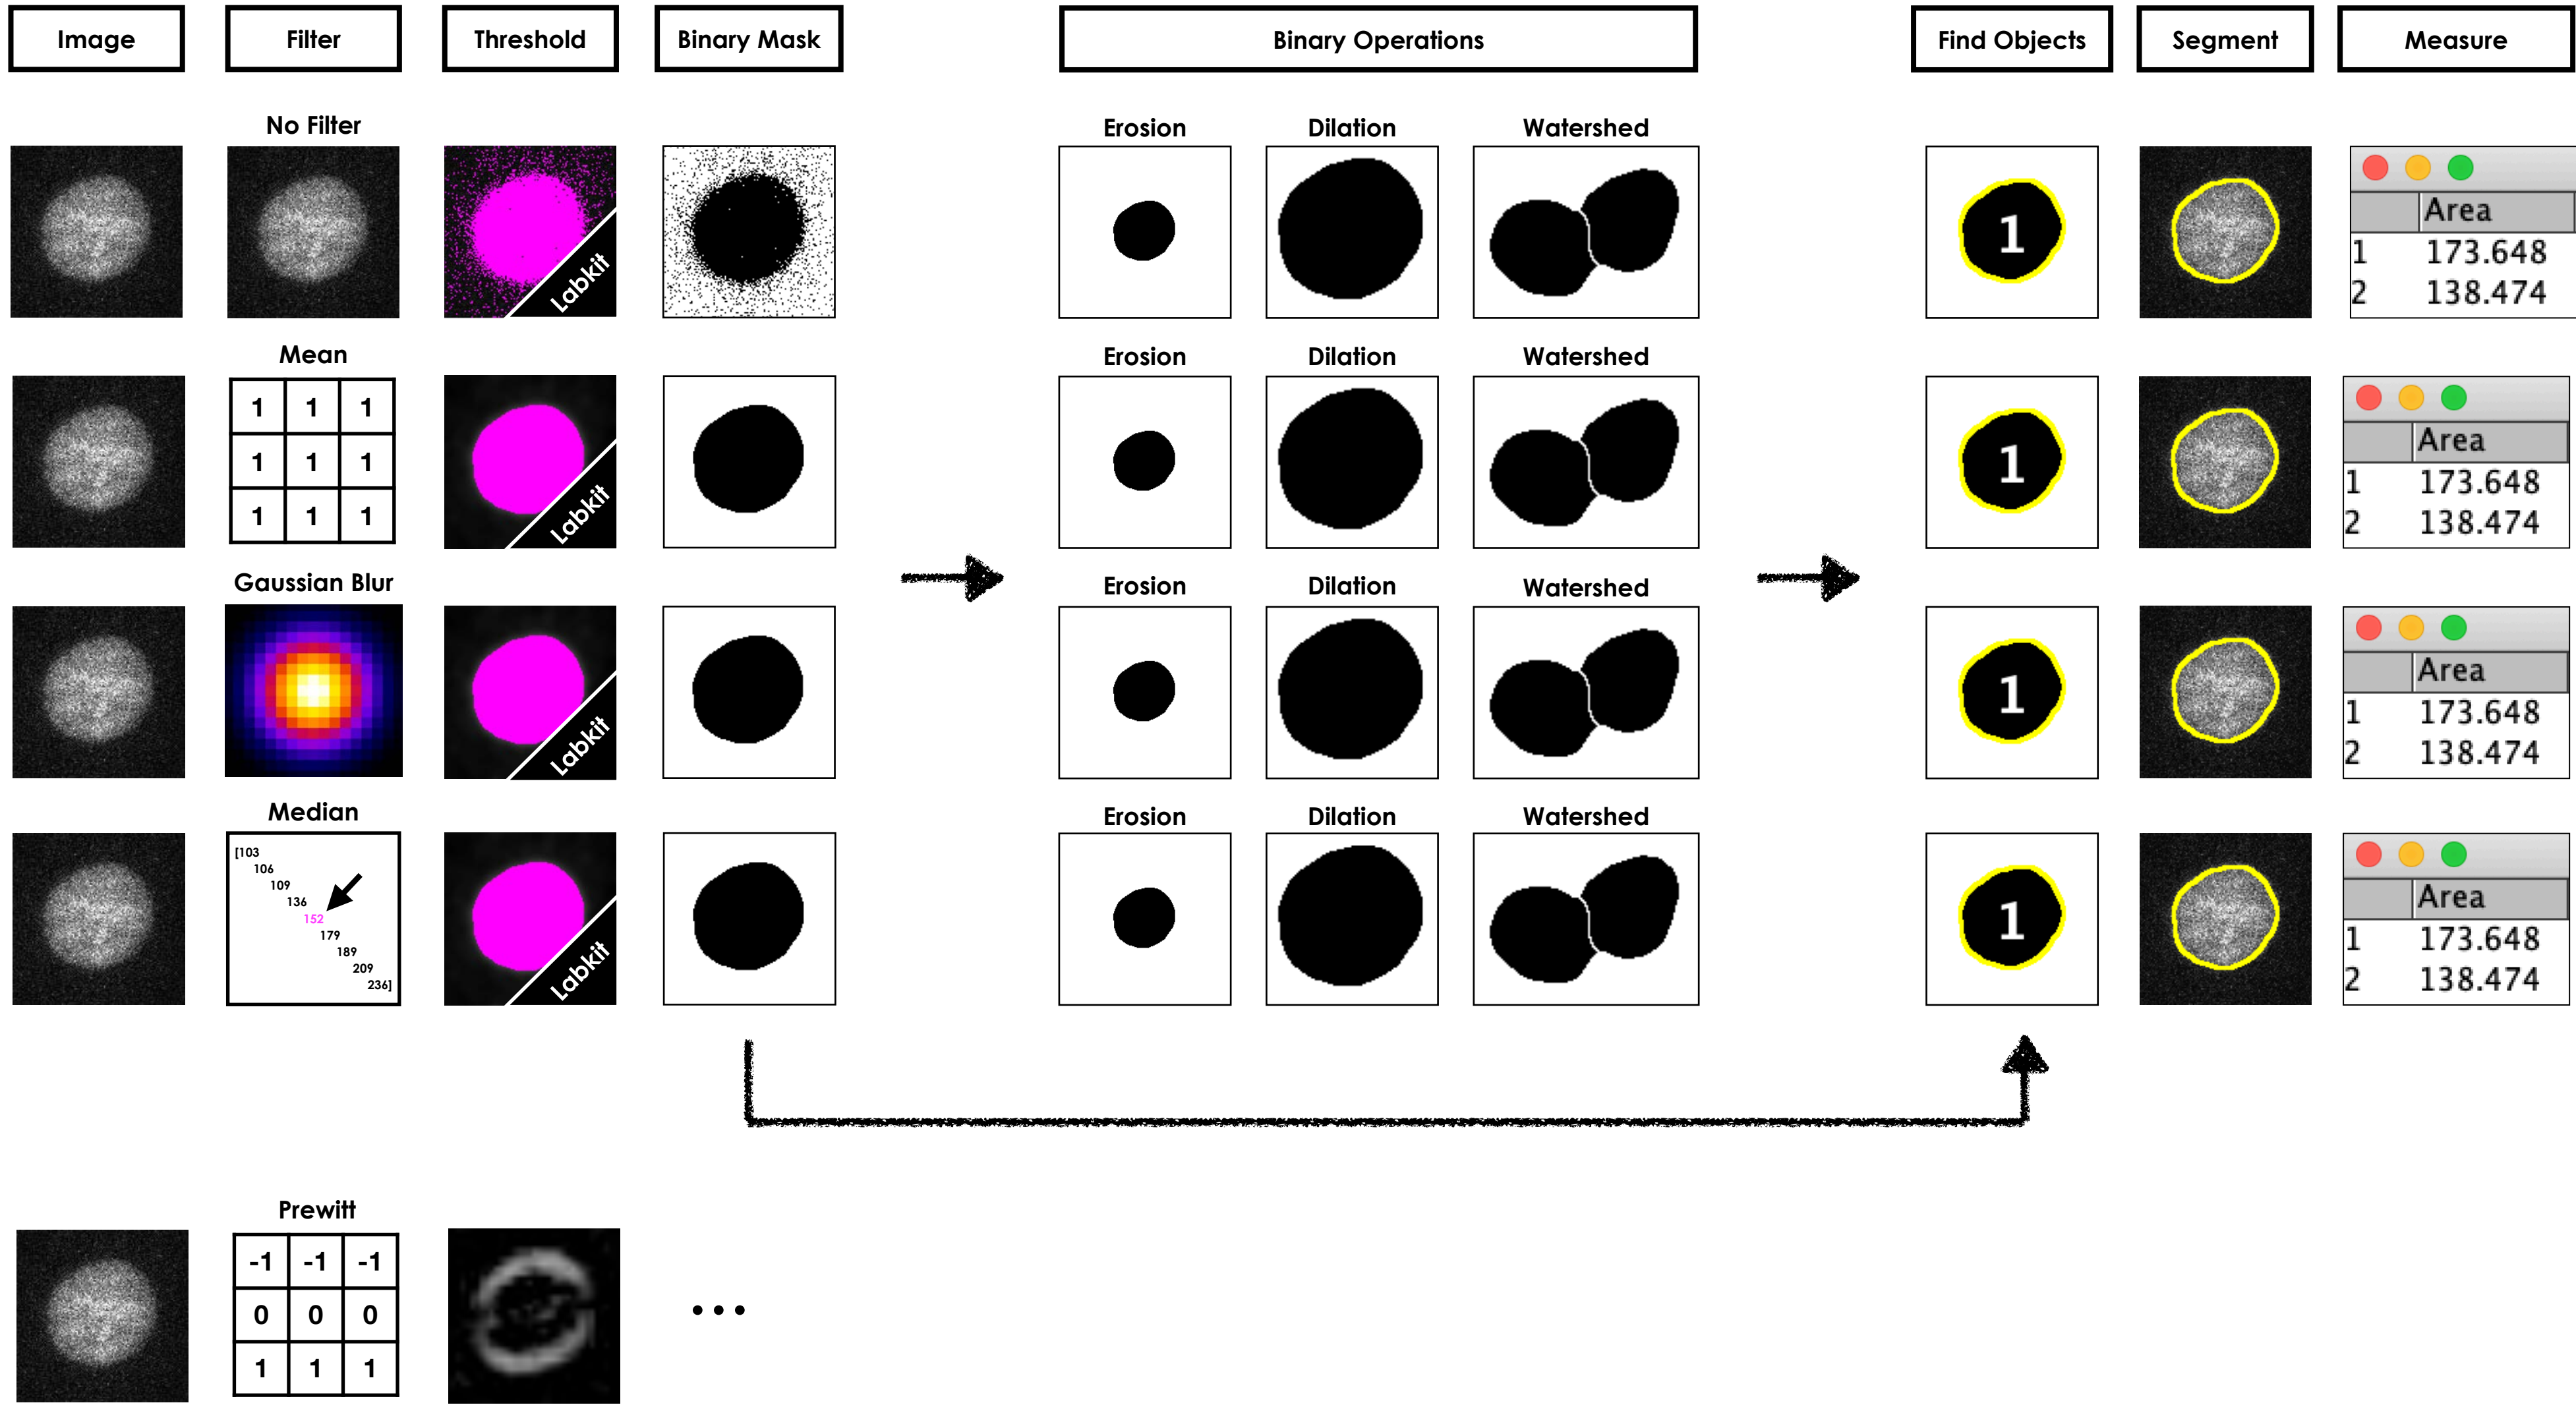 Image Filter Threshold Binary Mask Binary Operations Find Objects Segment Measure
No Filter Erosion Dilation Watershed
Labkit
1
Area
1 173.648
2 138.474
Mean Erosion Dilation Watershed
1 1 1
1 1 1
1 1 1
Labkit
1
Area
1 173.648
2 138.474
Gaussian Blur Erosion Dilation Watershed
Labkit
1
Area
1 173.648
2 138.474
Median Erosion Dilation Watershed
[103
106
109
136
152
179
189
209
236]
Labkit
1
Area
1 173.648
2 138.474
Prewitt
-1 -1 -1
0 0 0
1 1 1
...